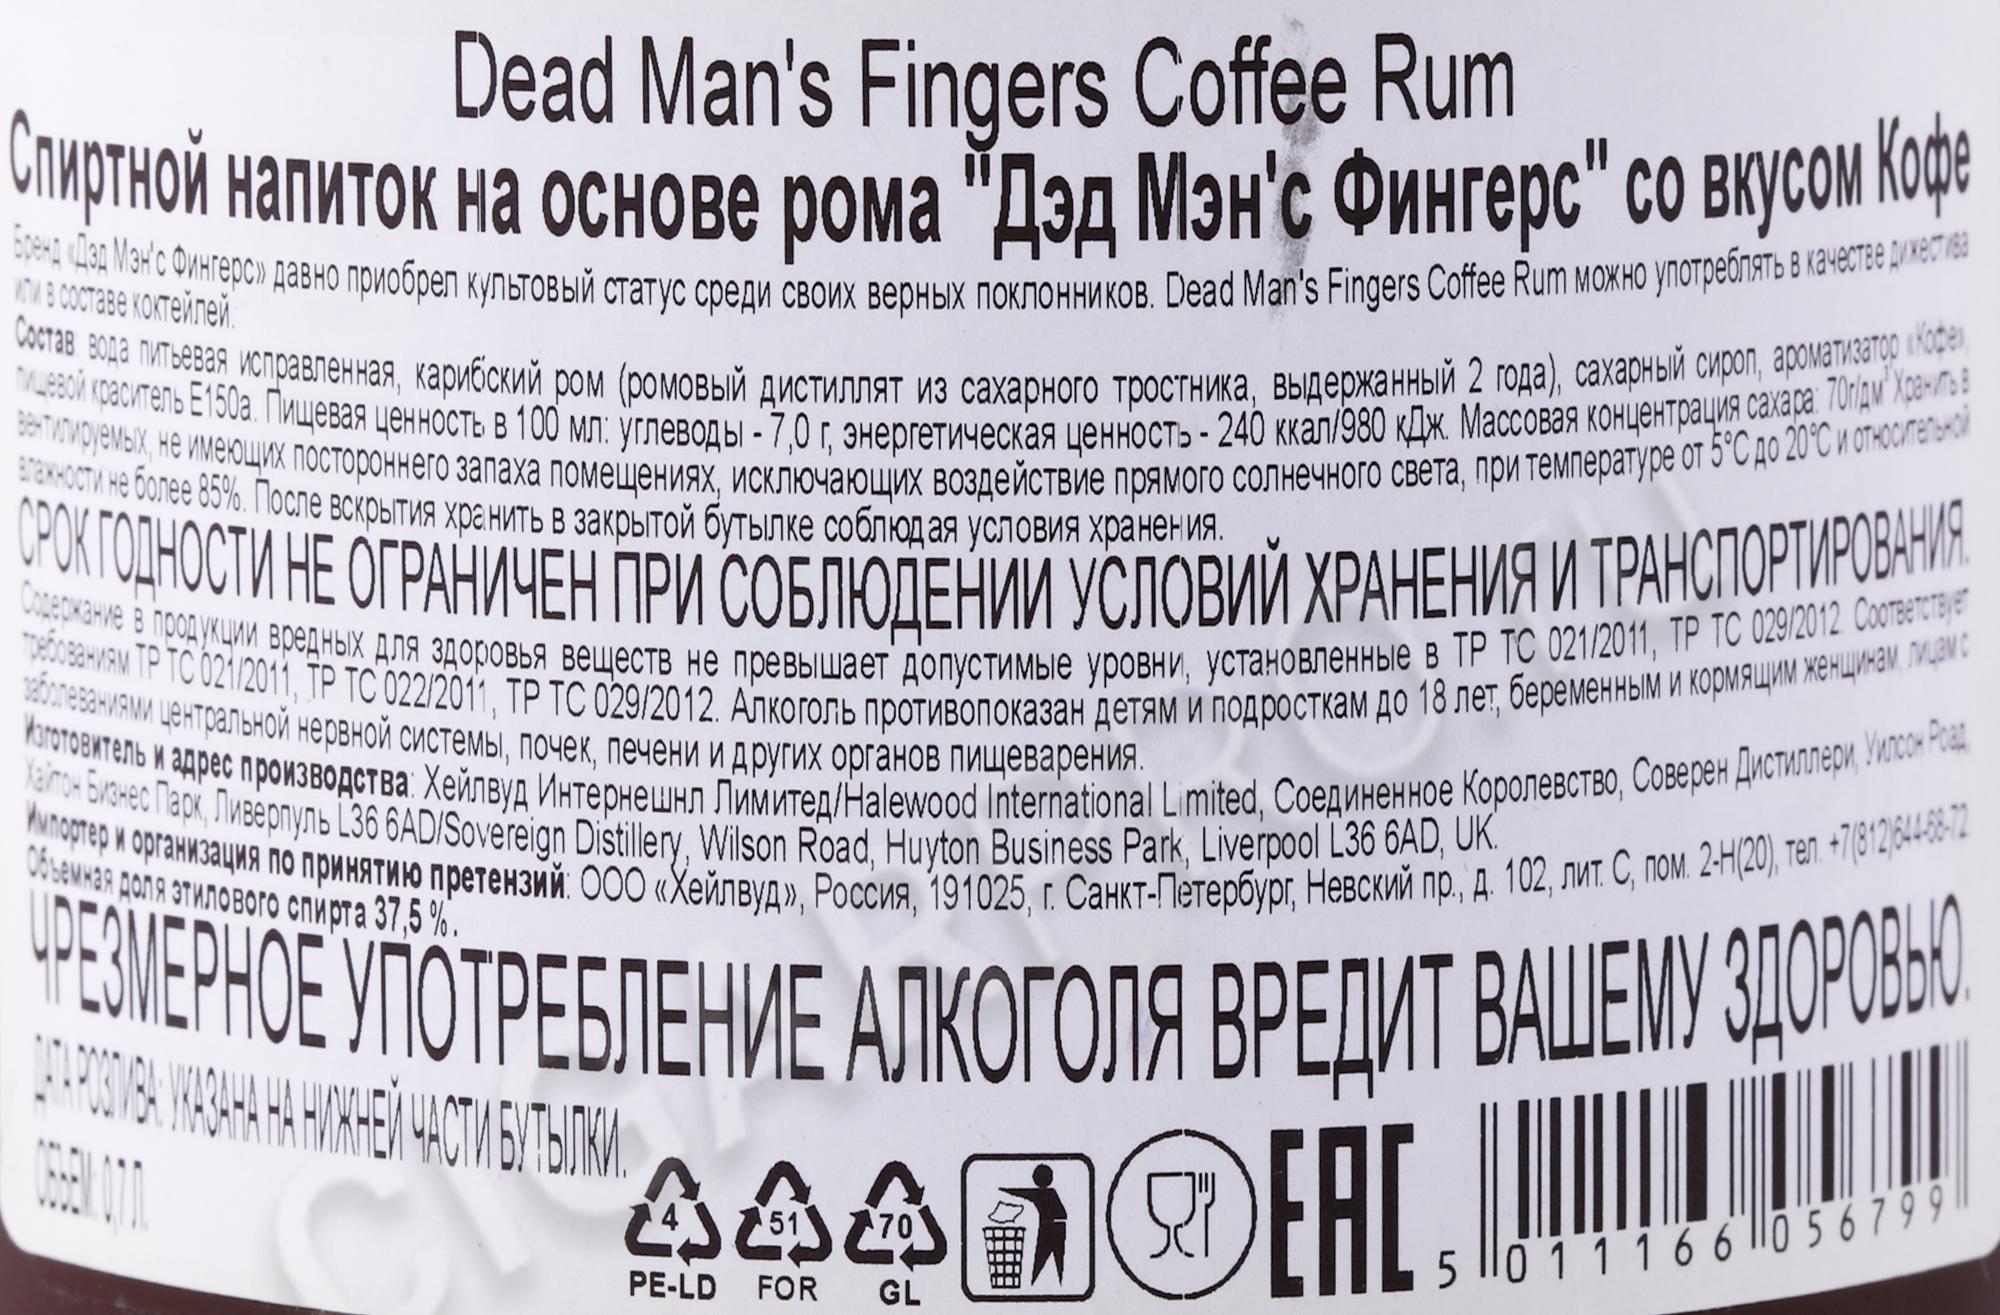 Dead Man's Fingers Coffee Rum
Спиртной напиток на основе рома "Дэд Мэн'с Фингерс" со вкусом Кофе
Бренд «Дэд Мэн'с Фингерс» давно приобрел культовый статус среди своих верных поклонников. Dead Man's Fingers Coffee Rum можно употреблять в качестве дижестива
или в составе коктейлей.
Состав: вода питьевая исправленная, карибский ром (ромовый дистиллят из сахарного тростника, выдержанный 2 года), сахарный сироп, ароматизатор «Кофе»,
пищевой краситель Е150а. Пищевая ценность в 100 мл: углеводы - 7,0 г, энергетическая ценность - 240 ккал/980 кДж. Массовая концентрация сахара: 70г/дм³ Хранить в
вентилируемых, не имеющих постороннего запаха помещениях, исключающих воздействие прямого солнечного света, при температуре от 5°С до 20°С и относительной
влажности не более 85%. После вскрытия хранить в закрытой бутылке соблюдая условия хранения.
СРОК ГОДНОСТИ НЕ ОГРАНИЧЕН ПРИ СОБЛЮДЕНИИ УСЛОВИЙ ХРАНЕНИЯ И ТРАНСПОРТИРОВАНИЯ.
Содержание в продукции вредных для здоровья веществ не превышает допустимые уровни, установленные в ТР ТС 021/2011, ТР ТС 029/2012. Соответствует
требованиям ТР ТС 021/2011, ТР ТС 022/2011, ТР ТС 029/2012. Алкоголь противопоказан детям и подросткам до 18 лет, беременным и кормящим женщинам, лицам с
заболеваниями центральной нервной системы, почек, печени и других органов пищеварения.
Изготовитель и адрес производства: Хейлвуд Интернешнл Лимитед/Halewood International Limited, Соединенное Королевство, Соверен Дистиллери, Уилсон Роад,
Хайтон Бизнес Парк, Ливерпуль L36 6AD/Sovereign Distillery, Wilson Road, Huyton Business Park, Liverpool L36 6AD, UK.
Импортер и организация по принятию претензий: ООО «Хейлвуд», Россия, 191025, г. Санкт-Петербург, Невский пр., д. 102, лит. С, пом. 2-Н(20), тел. +7(812)644-68-72
Объемная доля этилового спирта 37,5 %.
ЧРЕЗМЕРНОЕ УПОТРЕБЛЕНИЕ АЛКОГОЛЯ ВРЕДИТ ВАШЕМУ ЗДОРОВЬЮ.
ДАТА РОЗЛИВА: УКАЗАНА НА НИЖНЕЙ ЧАСТИ БУТЫЛКИ.
ОБЪЕМ: 0,7 Л.
4 51 70
PE-LD FOR GL
EAC
5 011166 056799
CIGARPRO.ru